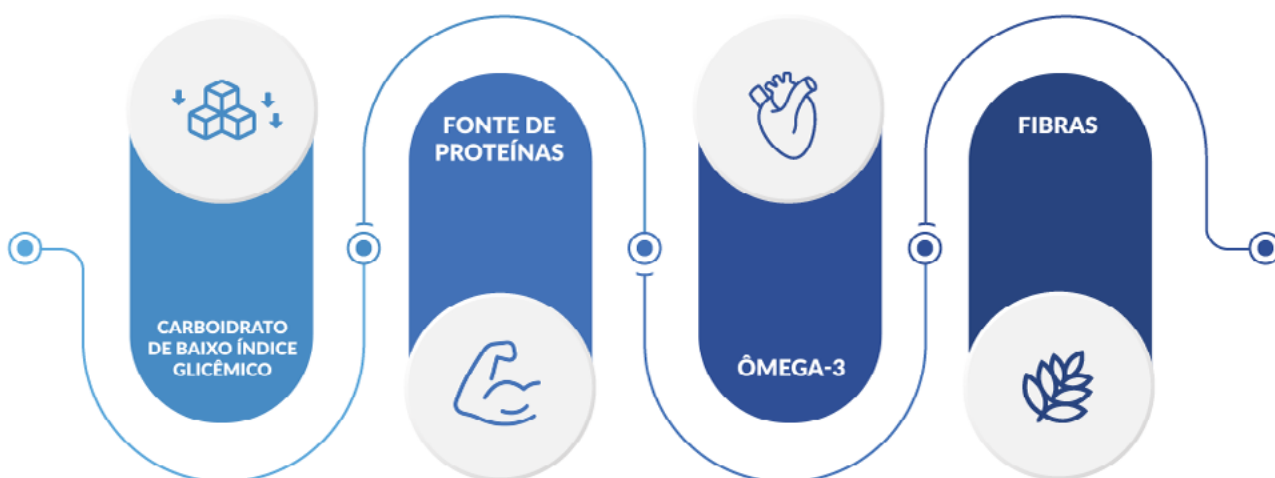 CARBOIDRATO
DE BAIXO ÍNDICE
GLICÊMICO
FONTE DE
PROTEÍNAS
ÔMEGA-3
FIBRAS